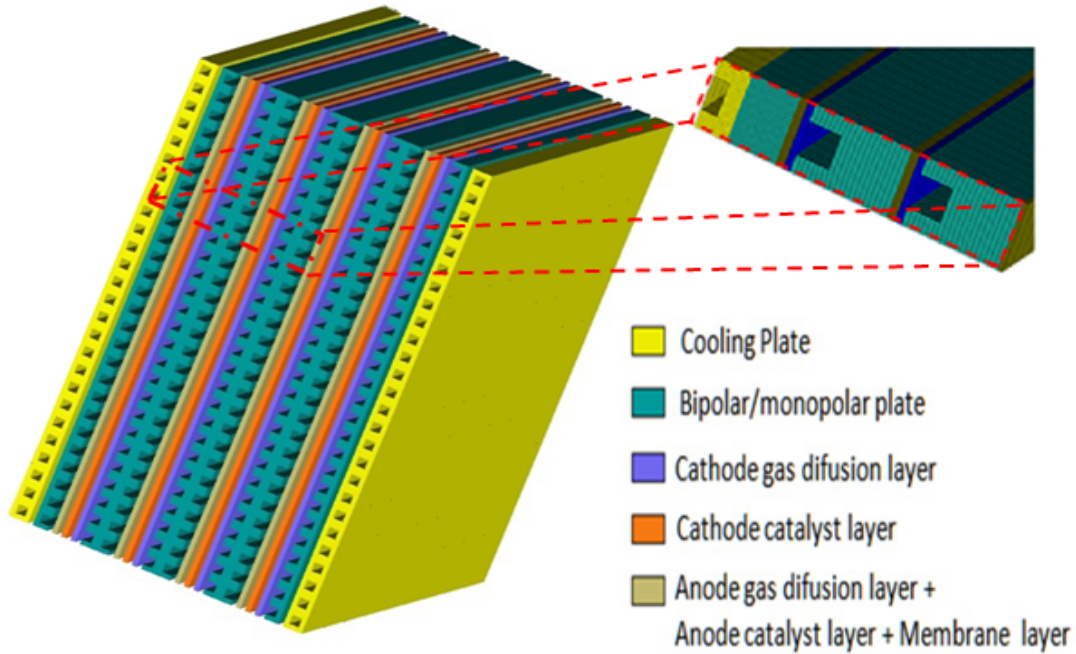 Cooling Plate
Bipolar/monopolar plate
Cathode gas difusion layer
Cathode catalyst layer
Anode gas difusion layer +
Anode catalyst layer + Membrane layer